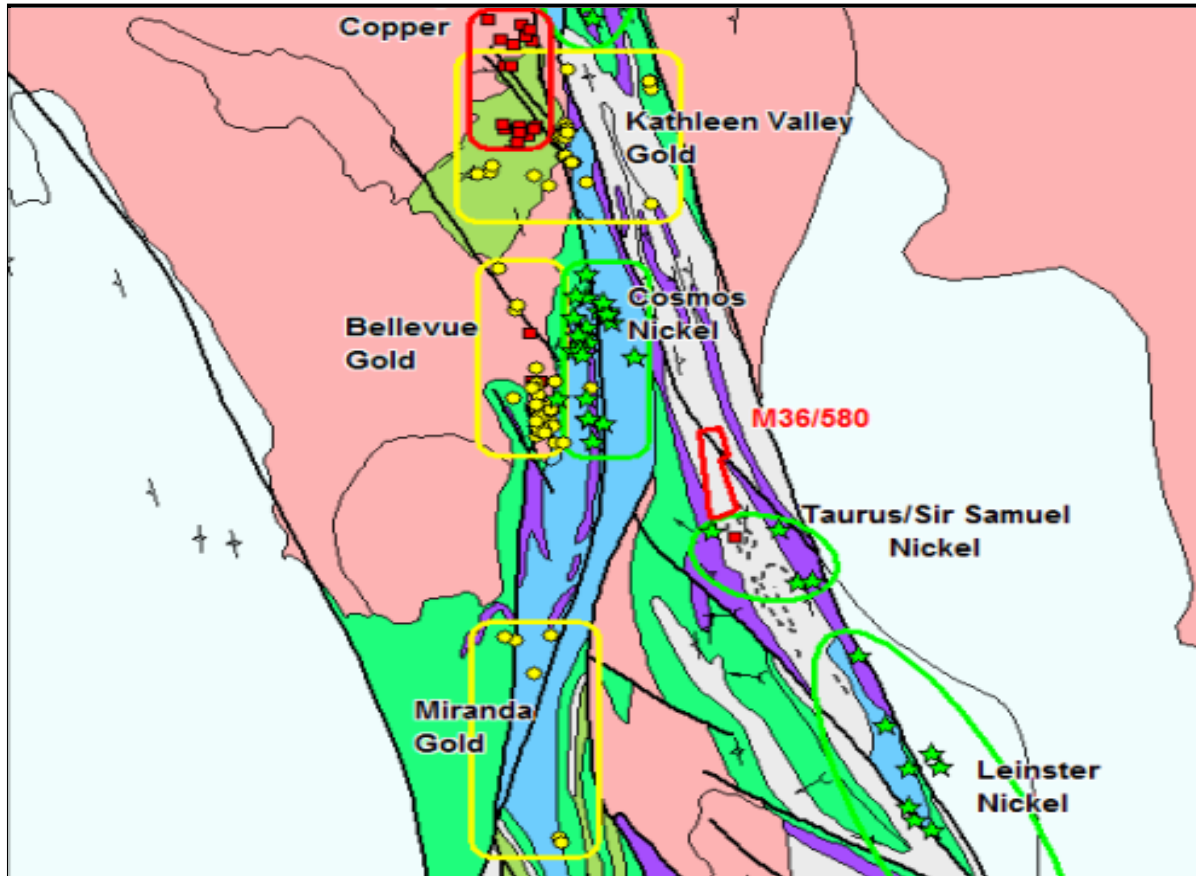 Copper
Kathleen Valley
Gold
Cosmos
Nickel
Bellevue
Gold
M36/580
Taurus/Sir Samuel
Nickel
Miranda
Gold
Leinster
Nickel